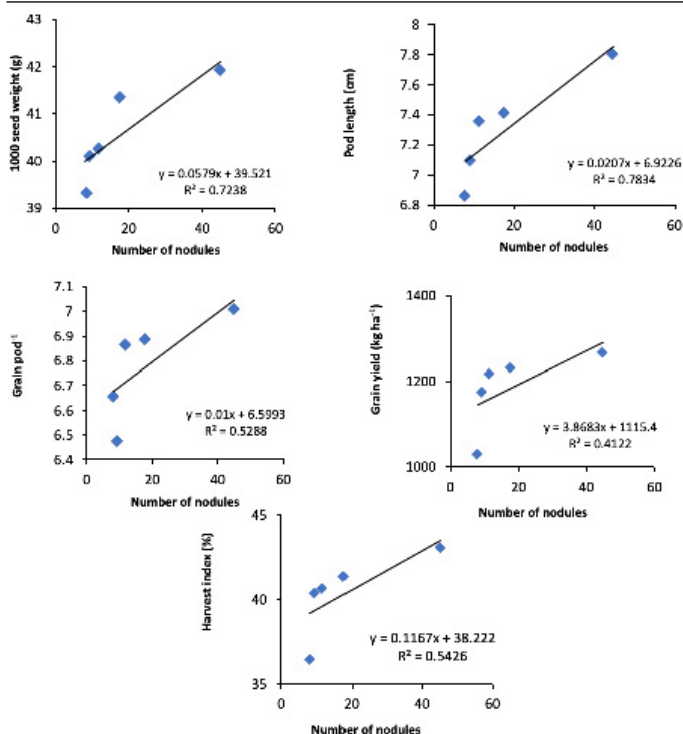 1000 seed weight (g)
43
42
41
40
39
0 20 40 60
Number of nodules
y = 0.0579x + 39.521
R² = 0.7238
Pod length (cm)
8
7.8
7.6
7.4
7.2
7
6.8
0 20 40 60
Number of nodules
y = 0.0207x + 6.9226
R² = 0.7834
Grain pod⁻¹
7.1
7
6.9
6.8
6.7
6.6
6.5
6.4
0 20 40 60
Number of nodules
y = 0.01x + 6.5993
R² = 0.5288
Grain yield (kg ha⁻¹)
1400
1200
1000
0 20 40 60
Number of nodules
y = 3.8683x + 1115.4
R² = 0.4122
Harvest index (%)
45
40
35
0 20 40 60
Number of nodules
y = 0.1167x + 38.222
R² = 0.5426